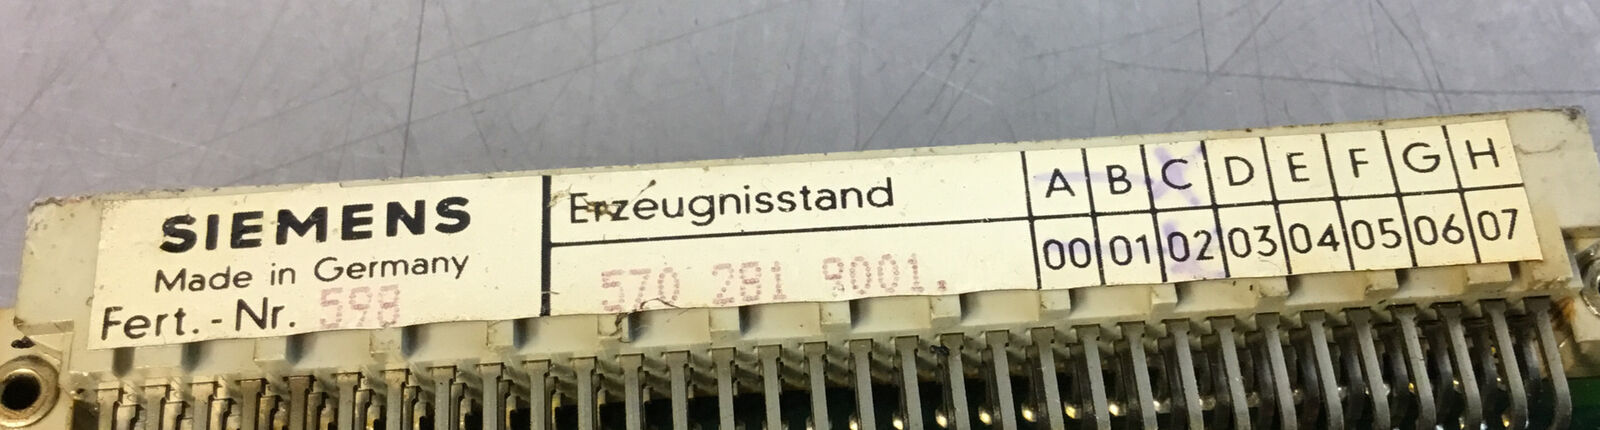 SIEMENS
Made in Germany
Fert.-Nr. 598
Erzeugnisstand
570 281 9001.
A B C D E F G H
00 01 02 03 04 05 06 07